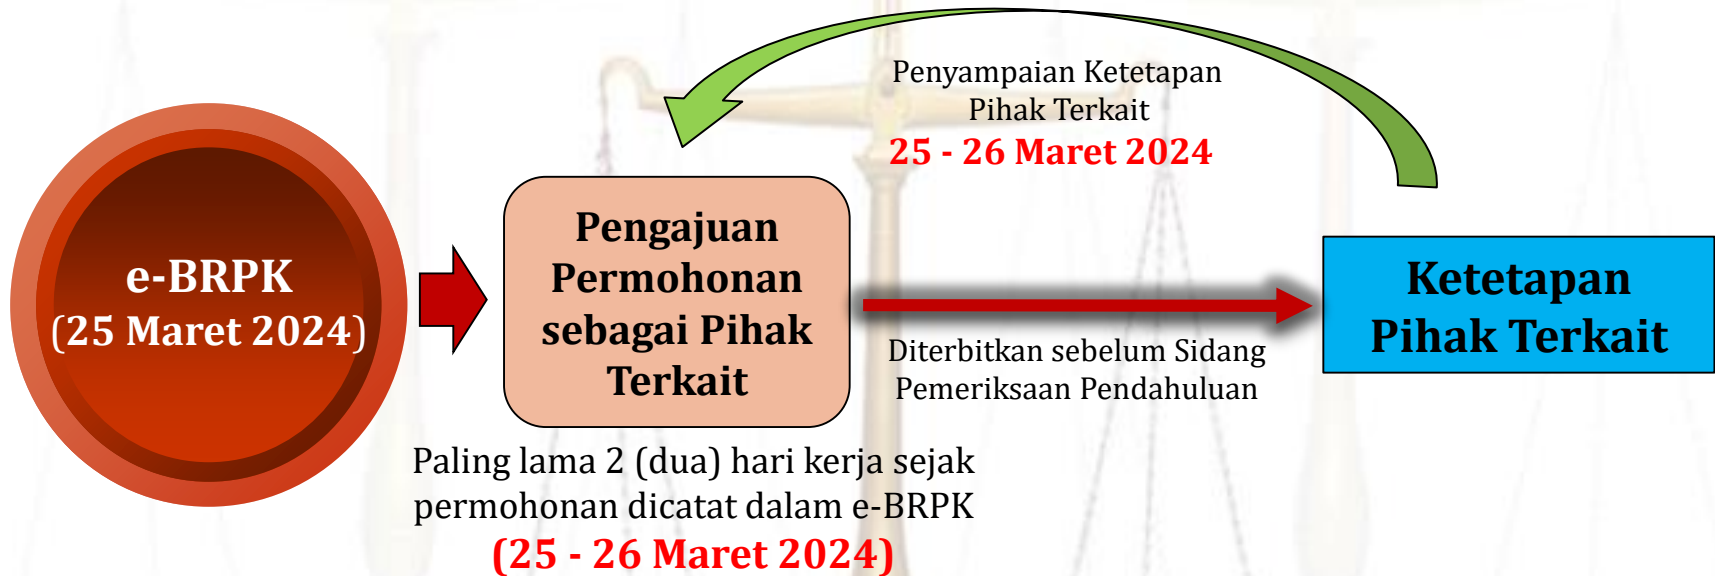 e-BRPK
(25 Maret 2024)
Pengajuan
Permohonan
sebagai Pihak
Terkait
Paling lama 2 (dua) hari kerja sejak
permohonan dicatat dalam e-BRPK
(25 - 26 Maret 2024)
Penyampaian Ketetapan
Pihak Terkait
25 - 26 Maret 2024
Diterbitkan sebelum Sidang
Pemeriksaan Pendahuluan
Ketetapan
Pihak Terkait